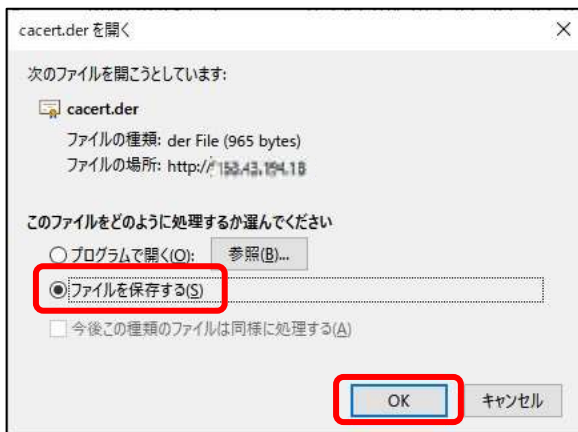 cacert.der を開く
次のファイルを開こうとしています:
cacert.der
ファイルの種類: der File (965 bytes)
ファイルの場所: http://
このファイルをどのように処理するか選んでください
プログラムで開く(O): 参照(B)...
ファイルを保存する(S)
今後この種類のファイルは同様に処理する(A)
OK キャンセル